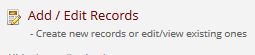 Add / Edit Records
- Create new records or edit/view existing ones